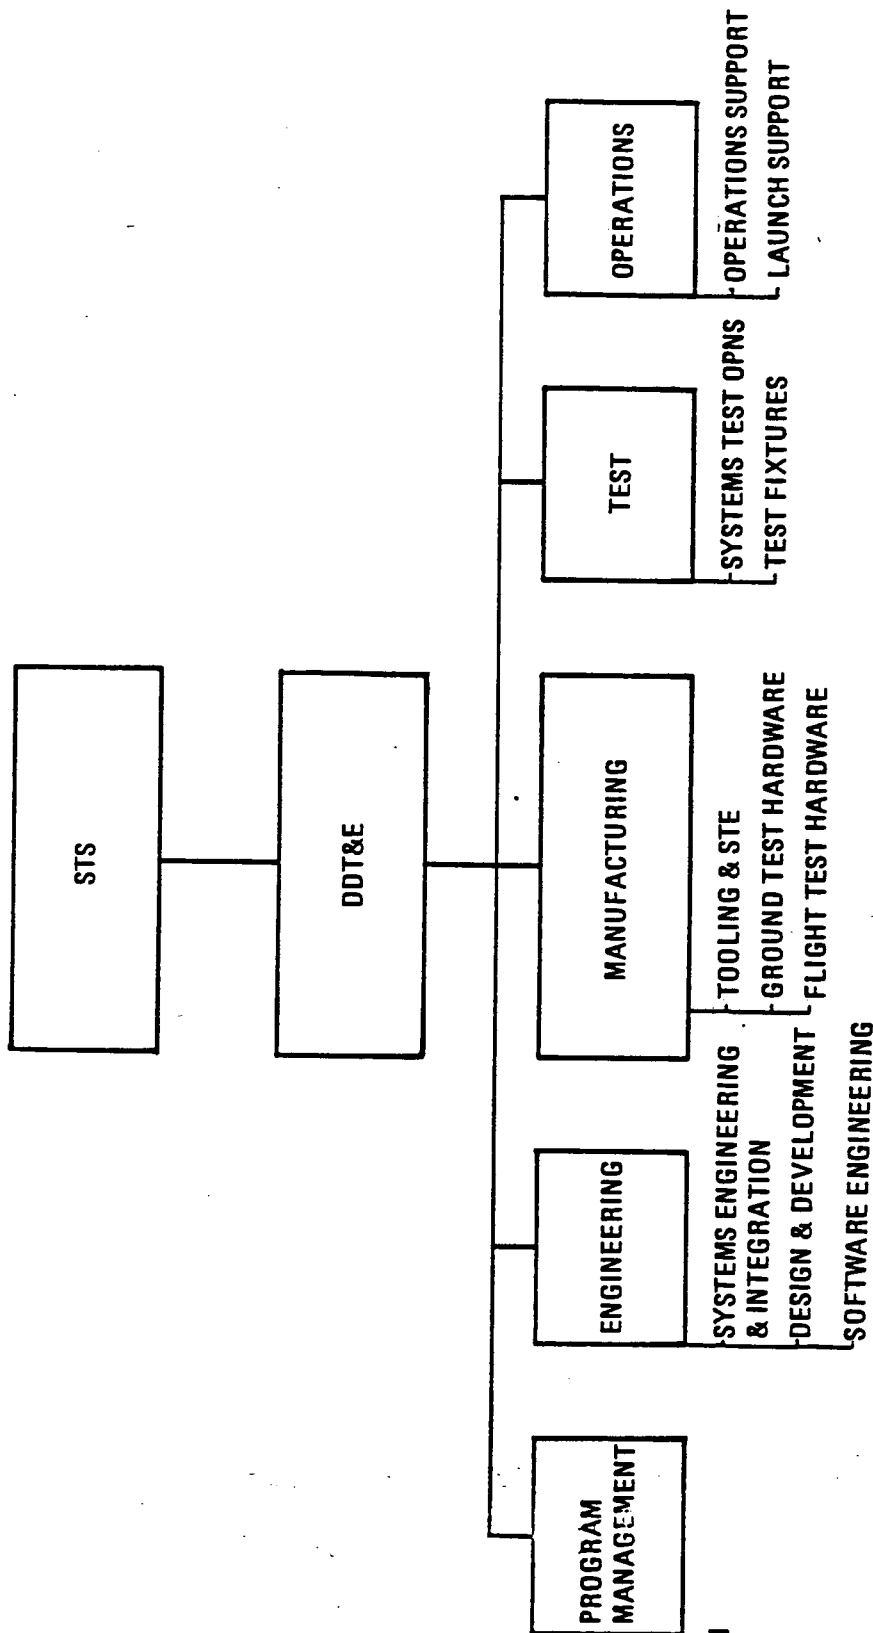 STS
DDT&E
PROGRAM
MANAGEMENT
ENGINEERING
SYSTEMS ENGINEERING
& INTEGRATION
DESIGN & DEVELOPMENT
SOFTWARE ENGINEERING
MANUFACTURING
TOOLING & STE
GROUND TEST HARDWARE
FLIGHT TEST HARDWARE
TEST
SYSTEMS TEST OPNS
TEST FIXTURES
OPERATIONS
OPERATIONS SUPPORT
LAUNCH SUPPORT